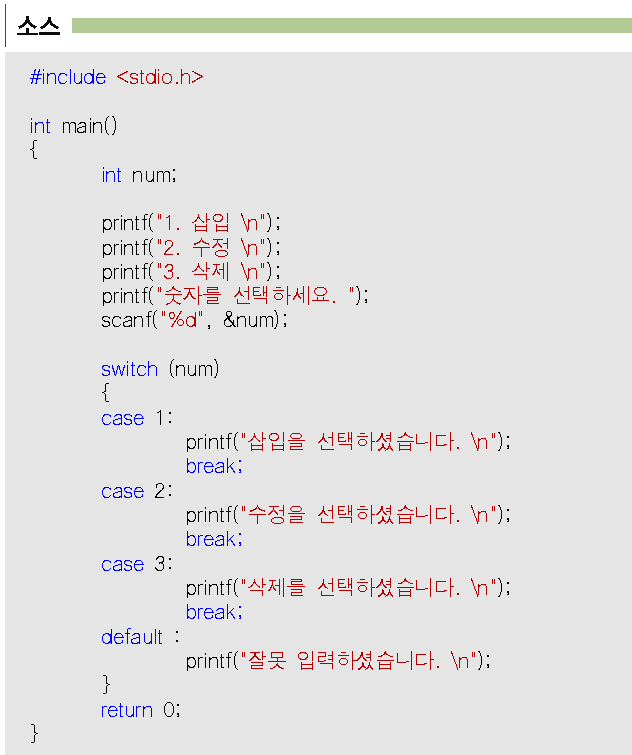 소스
#include <stdio.h>
int main()
{
int num;
printf("1. 삽입 \n");
printf("2. 수정 \n");
printf("3. 삭제 \n");
printf("숫자를 선택하세요. ");
scanf("%d", &num);
switch (num)
{
case 1:
printf("삽입을 선택하셨습니다. \n");
break;
case 2:
printf("수정을 선택하셨습니다. \n");
break;
case 3:
printf("삭제를 선택하셨습니다. \n");
break;
default :
printf("잘못 입력하셨습니다. \n");
}
return 0;
}